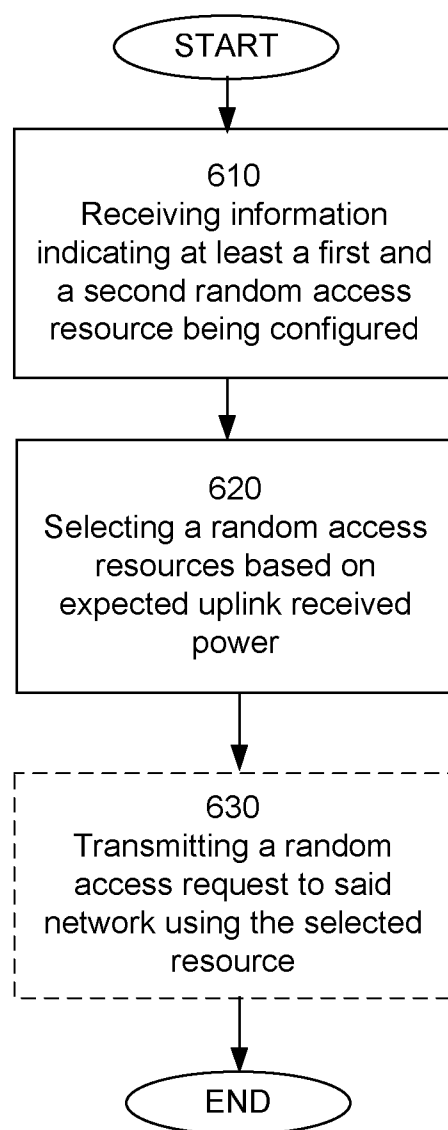 START
610
Receiving information
indicating at least a first and
a second random access
resource being configured
620
Selecting a random access
resources based on
expected uplink received
power
630
Transmitting a random
access request to said
network using the selected
resource
END